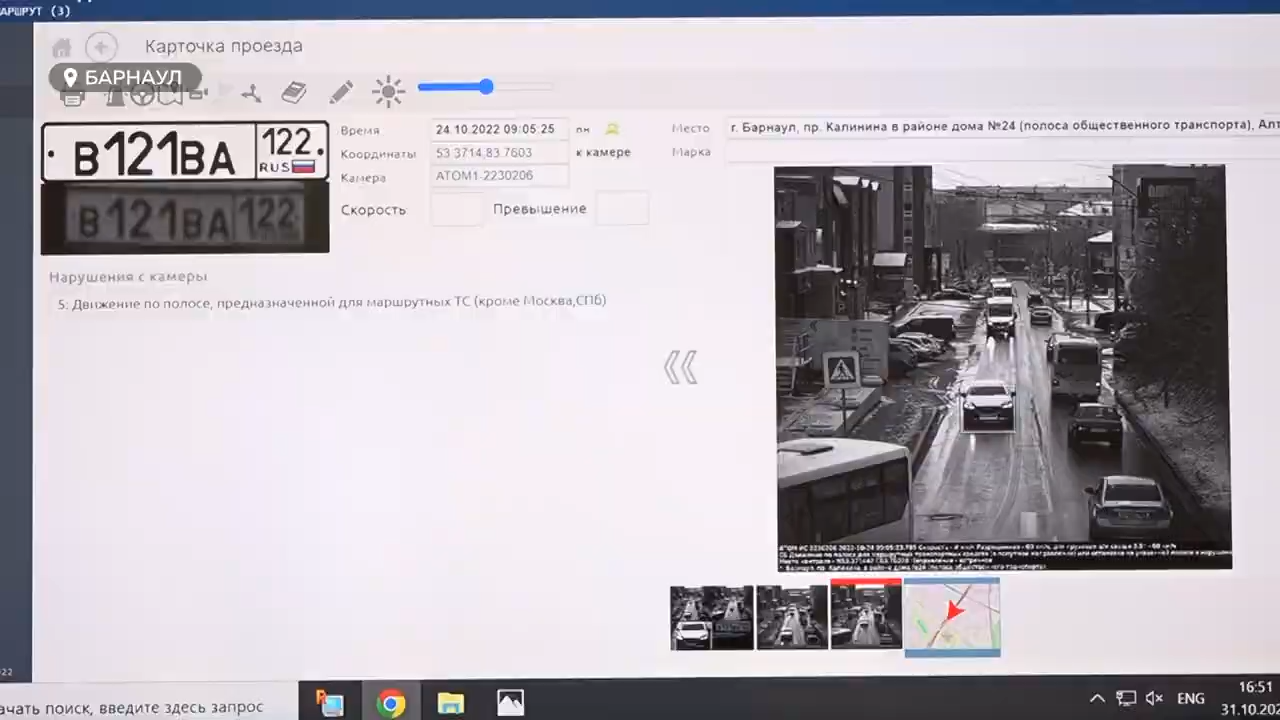 АРШРУТ (3)
Карточка проезда
БАРНАУЛ
В121ВА 122
RUS
В121ВА 122
Время 24.10.2022 09:05:25 пн
Координаты 53.3714,83.7603 к камере
Камера АТОМ1-2230206
Скорость Превышение
Место г. Барнаул, пр. Калинина в районе дома №24 (полоса общественного транспорта), Алт
Марка
Нарушения с камеры
5: Движение по полосе, предназначенной для маршрутных ТС (кроме Москва,СПб)
22
ачать поиск, введите здесь запрос
ENG
16:51
31.10.202